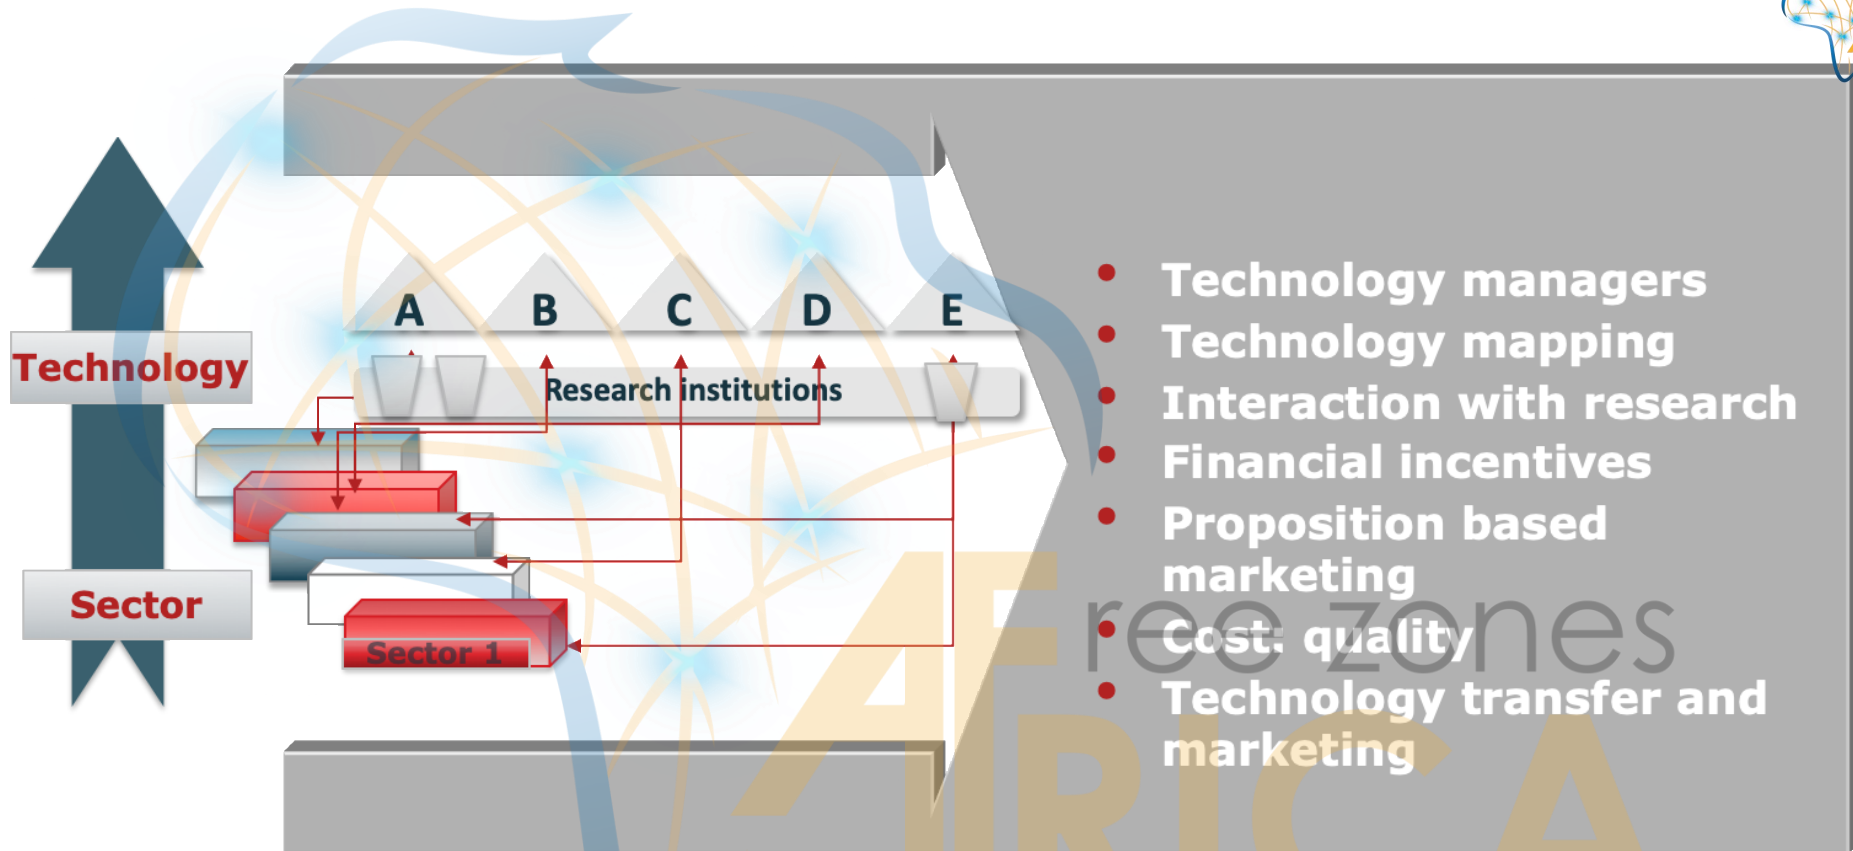 A B C D E
Technology
Research institutions
Sector
Sector 1
Technology managers
Technology mapping
Interaction with research
Financial incentives
Proposition based
marketing
Cost: quality
Technology transfer and
marketing
AFree zones
AFRICA